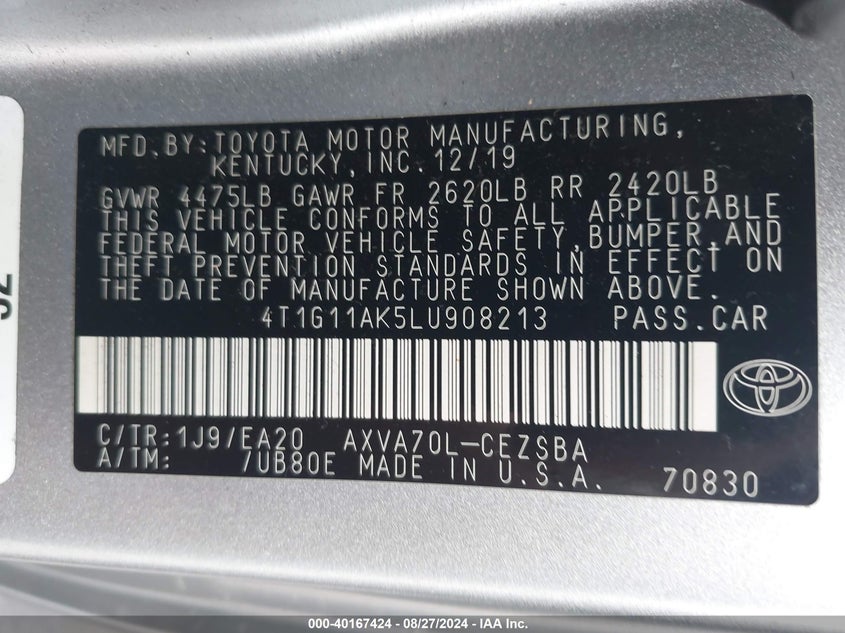 MFD.BY:TOYOTA MOTOR MANUFACTURING,
KENTUCKY,INC.12/19
GVWR 4475LB GAWR FR 2620LB RR 2420LB
THIS VEHICLE CONFORMS TO ALL APPLICABLE
FEDERAL MOTOR VEHICLE SAFETY,BUMPER,AND
THEFT PREVENTION STANDARDS IN EFFECT ON
THE DATE OF MANUFACTURE SHOWN ABOVE.
4T1G11AK5LU908213 PASS.CAR
C/TR:1J9/EA20 AXVA70L-CEZSBA
A/TM: /UB80E MADE IN U.S.A. 70830
000-40167424 - 08/27/2024 - IAA Inc.